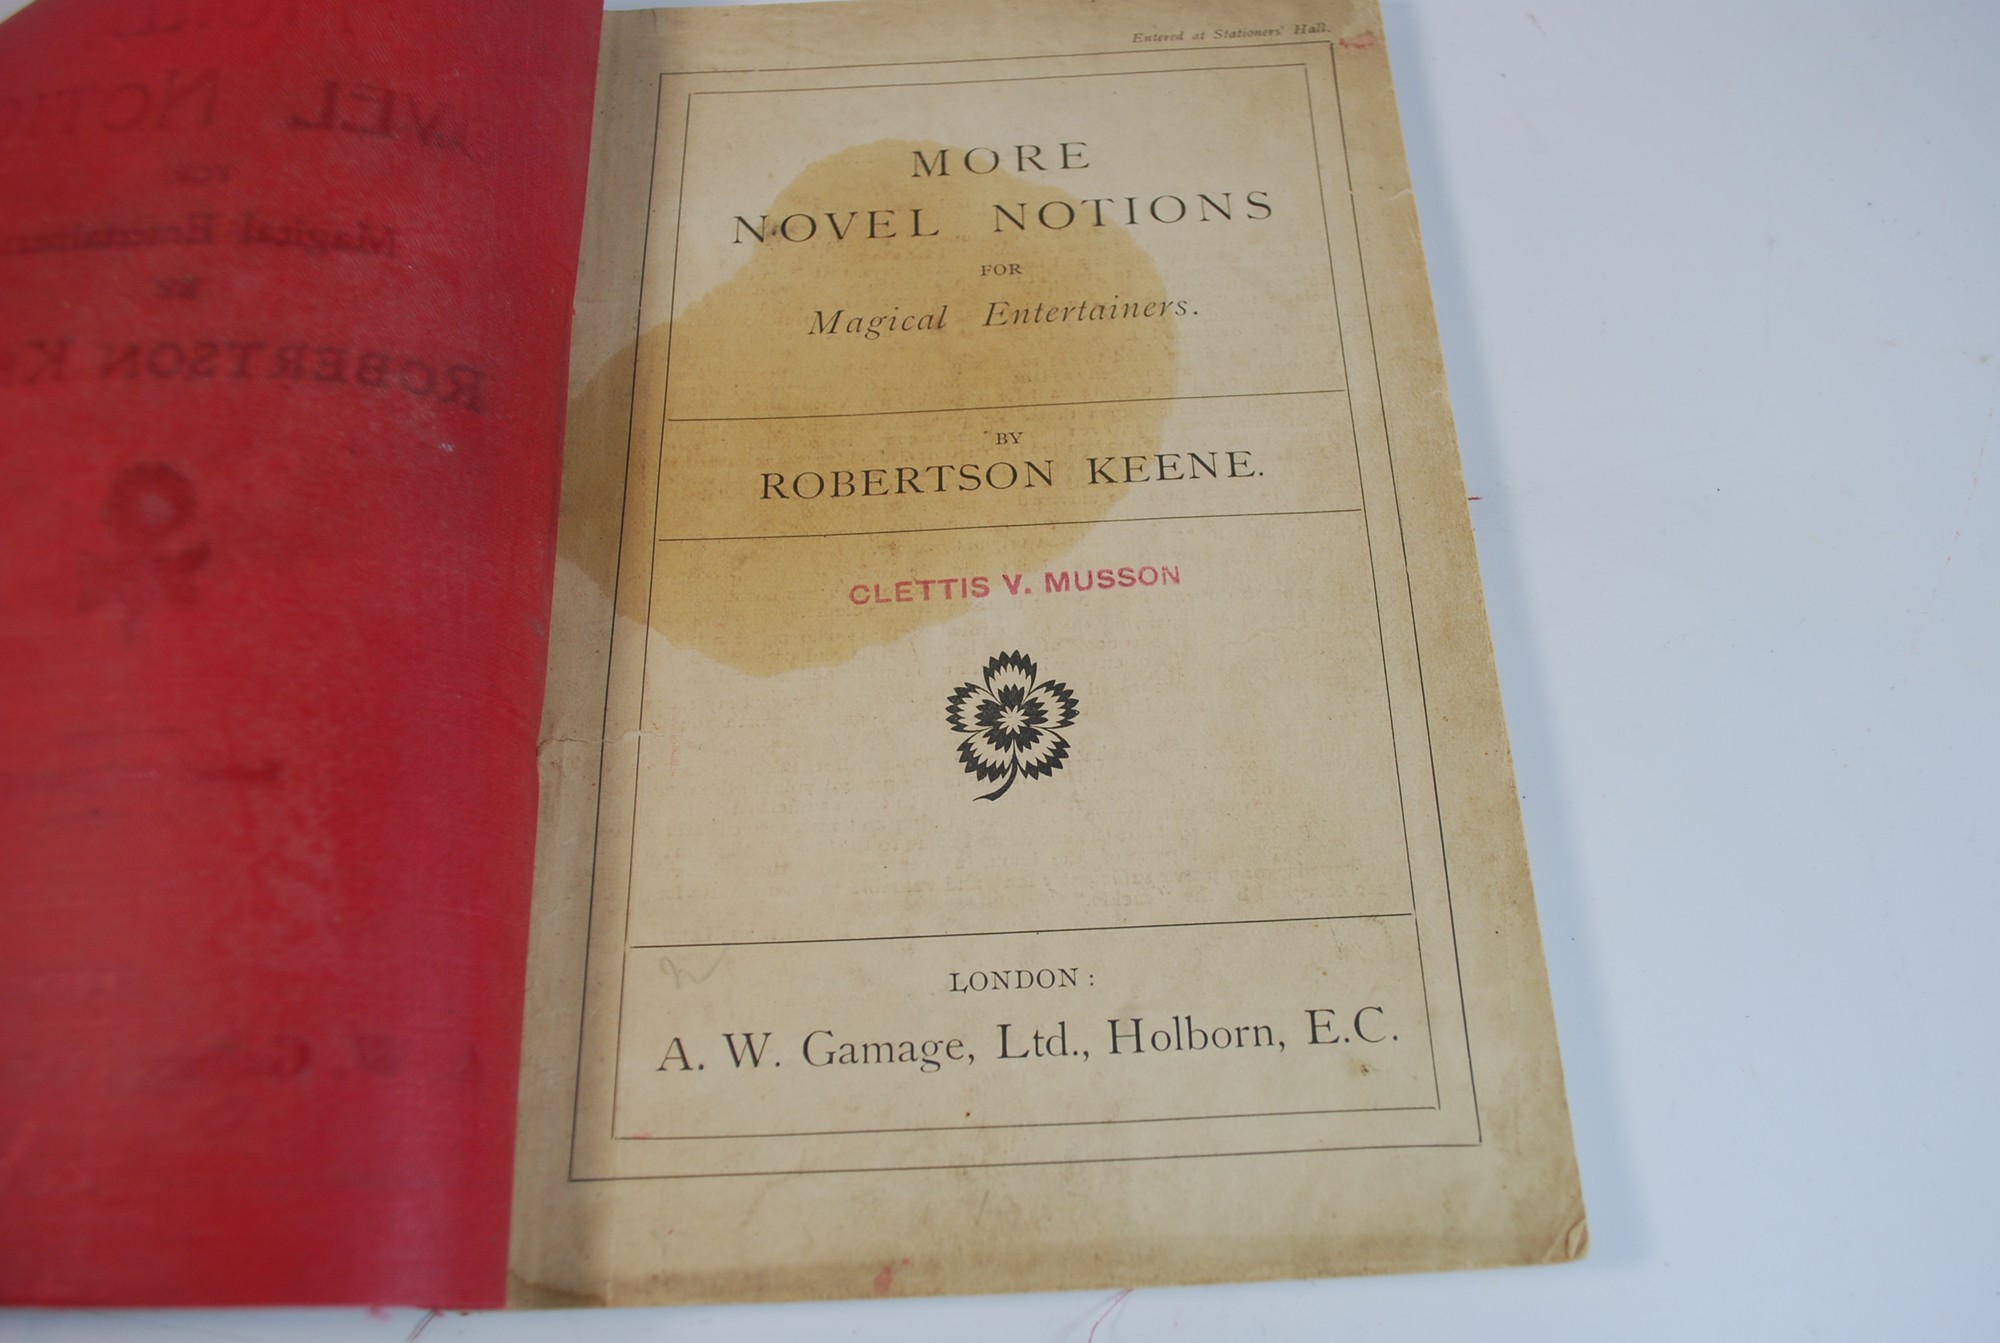 Entered at Stationers' Hall.
MORE
NOVEL NOTIONS
FOR
Magical Entertainers.
BY
ROBERTSON KEENE.
CLETTIS V. MUSSON
LONDON:
A. W. Gamage, Ltd., Holborn, E.C.